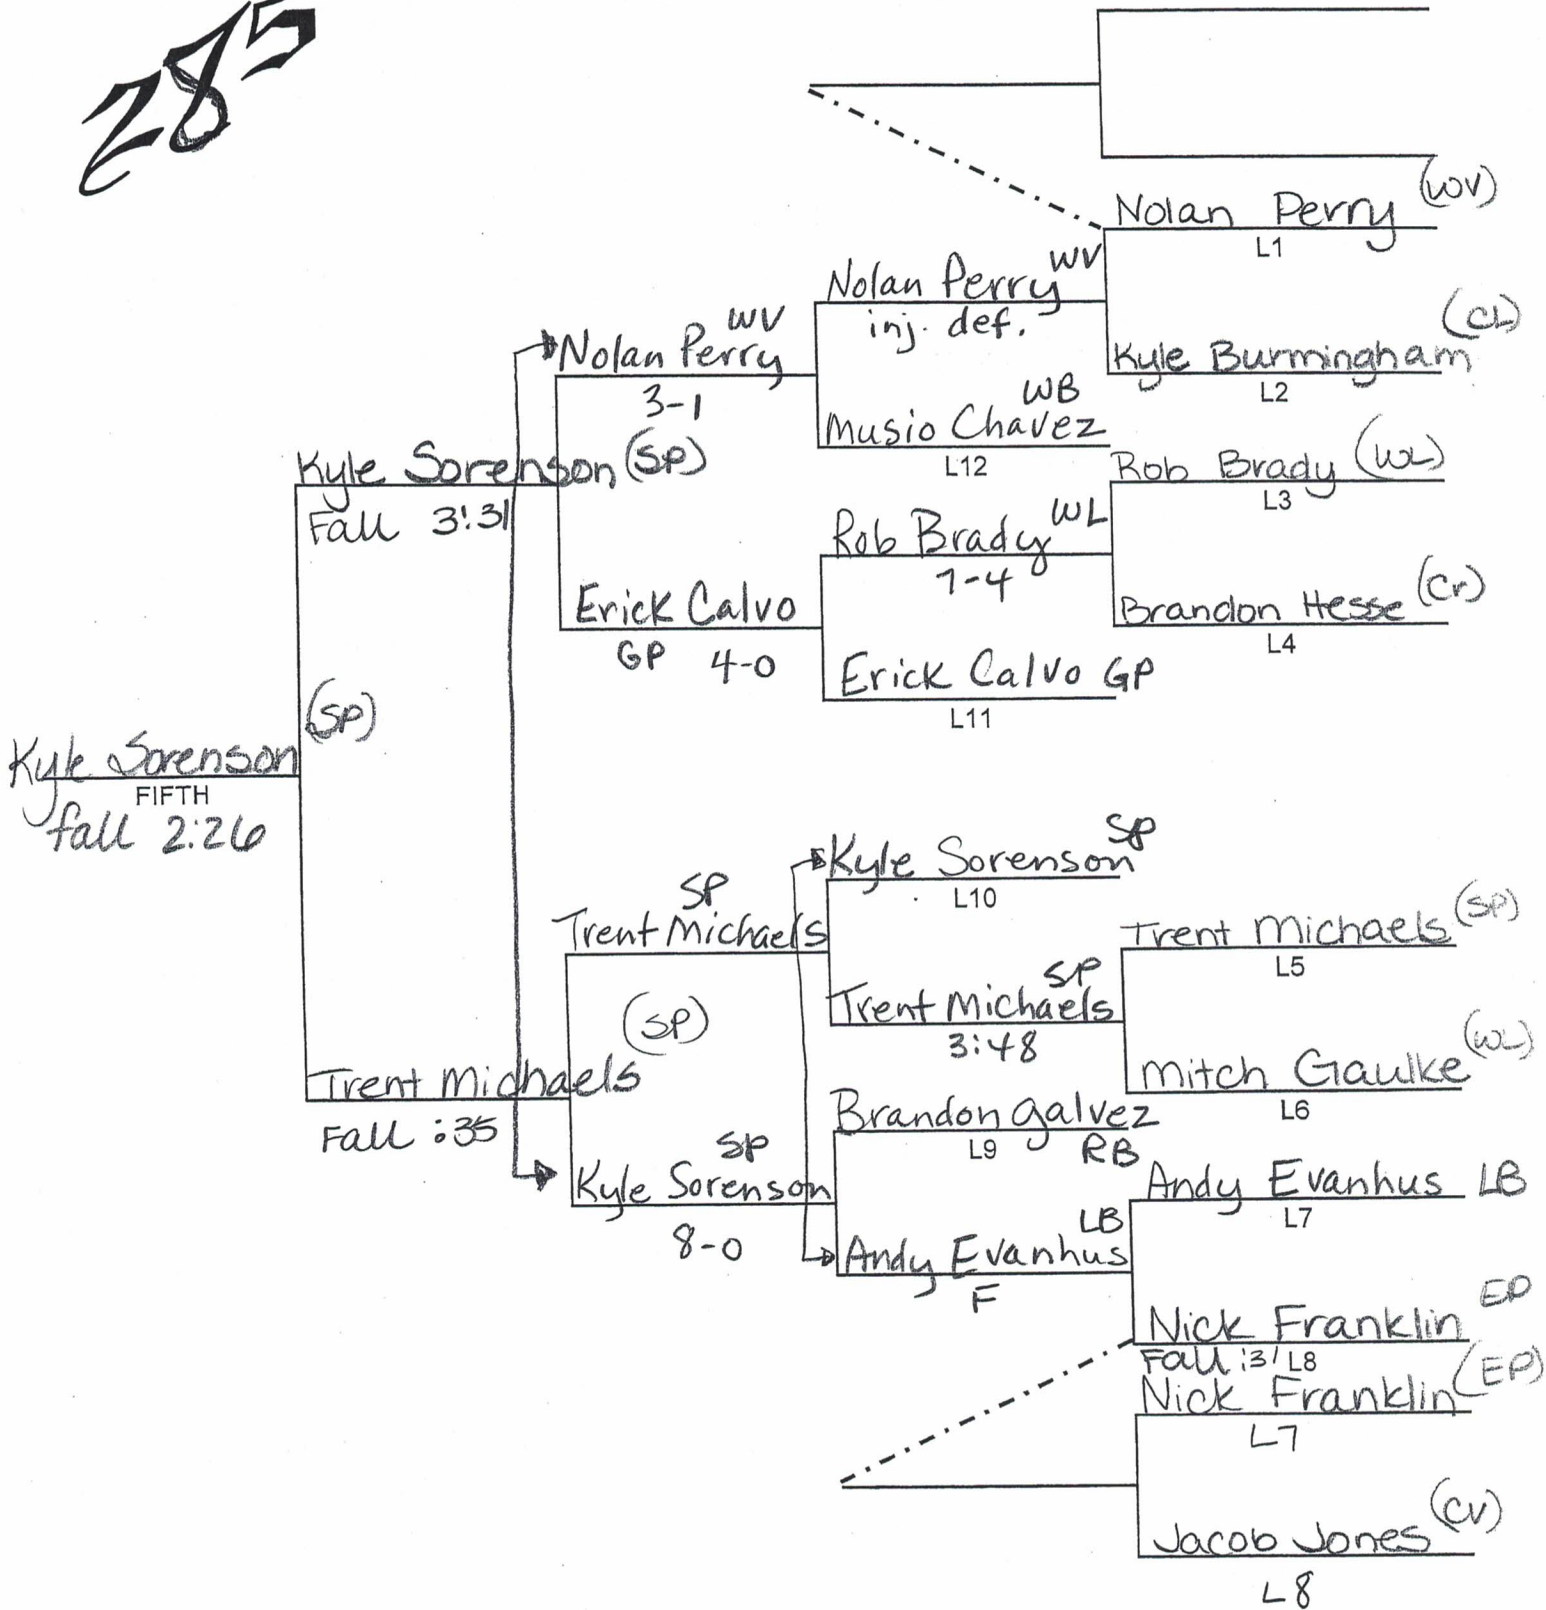 285
Nolan Perry (WV)
L1
Nolan Perry WV
inj. def.
Kyle Burmingham (CL)
L2
Nolan Perry WV
3-1
Musio Chavez WB
L12
Rob Brady (WL)
L3
Kyle Sorenson (SP)
Fall 3:31
Rob Brady WL
7-4
Brandon Hesse (Cr)
L4
Erick Calvo
GP 4-0
Erick Calvo GP
L11
Kyle Sorenson (SP)
FIFTH
fall 2:26
Kyle Sorenson SP
L10
Trent Michaels SP
Trent Michaels (SP)
L5
Trent Michaels SP
3:48
Mitch Gaulke (WL)
L6
Trent Michaels (SP)
Fall :35
Brandon Galvez
L9 RB
Kyle Sorenson SP
8-0
Andy Evanhus LB
L7
Andy Evanhus LB
F
Nick Franklin EP
Fall :31 L8
Nick Franklin (EP)
L7
Jacob Jones (CV)
L8